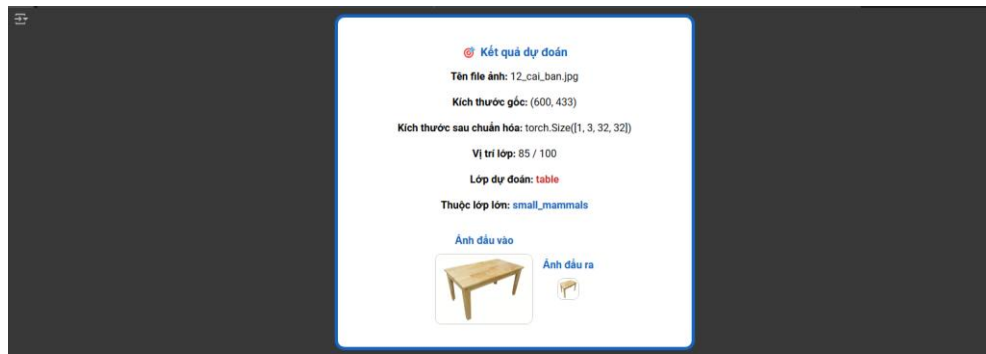 🎯 Kết quả dự đoán
Tên file ảnh: 12_cai_ban.jpg
Kích thước gốc: (600, 433)
Kích thước sau chuẩn hóa: torch.Size([1, 3, 32, 32])
Vị trí lớp: 85 / 100
Lớp dự đoán: table
Thuộc lớp lớn: small_mammals
Ảnh đầu vào
Ảnh đầu ra